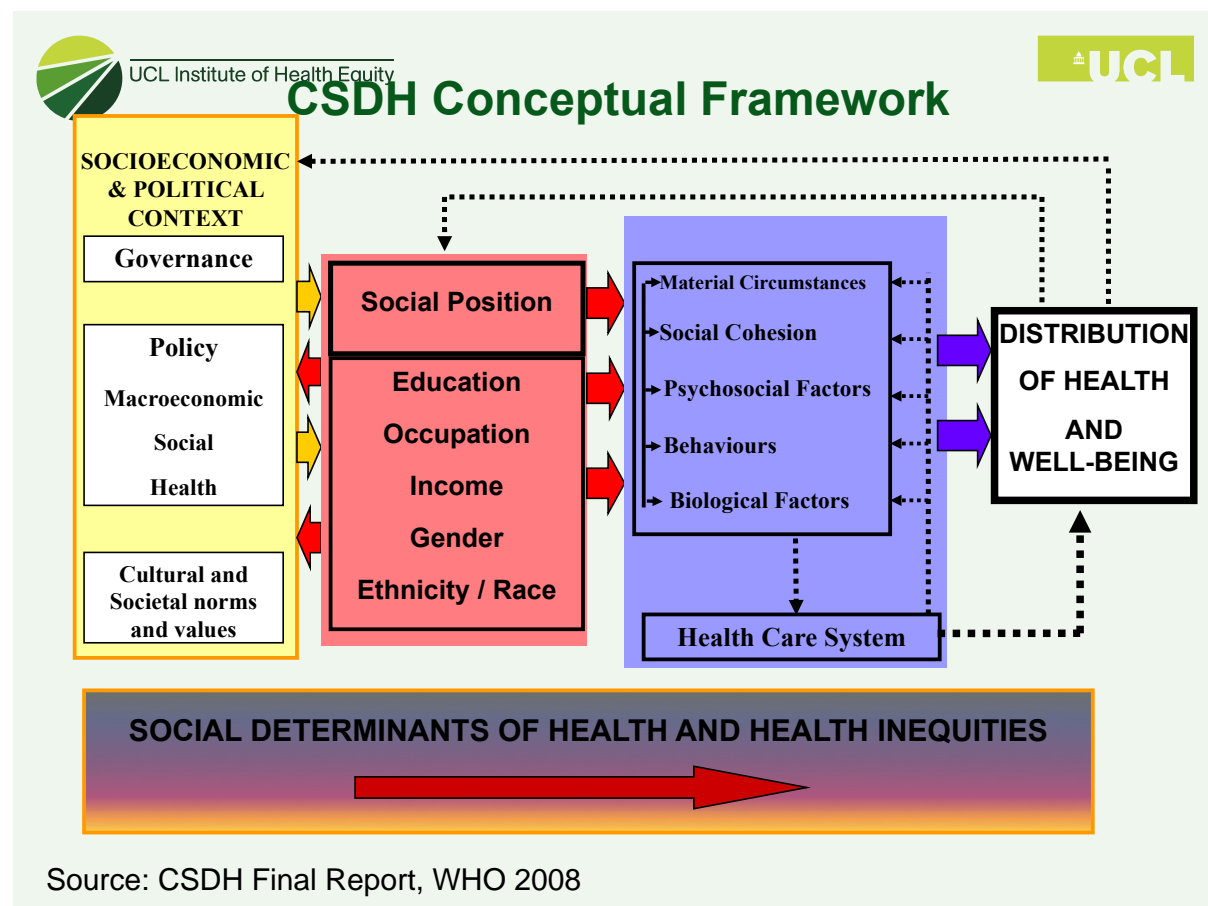 UCL Institute of Health Equity
UCL
CSDH Conceptual Framework
SOCIOECONOMIC
& POLITICAL
CONTEXT
Governance
Policy
Macroeconomic
Social
Health
Cultural and
Societal norms
and values
Social Position
Education
Occupation
Income
Gender
Ethnicity / Race
Material Circumstances
Social Cohesion
Psychosocial Factors
Behaviours
Biological Factors
Health Care System
DISTRIBUTION
OF HEALTH
AND
WELL-BEING
SOCIAL DETERMINANTS OF HEALTH AND HEALTH INEQUITIES
Source: CSDH Final Report, WHO 2008